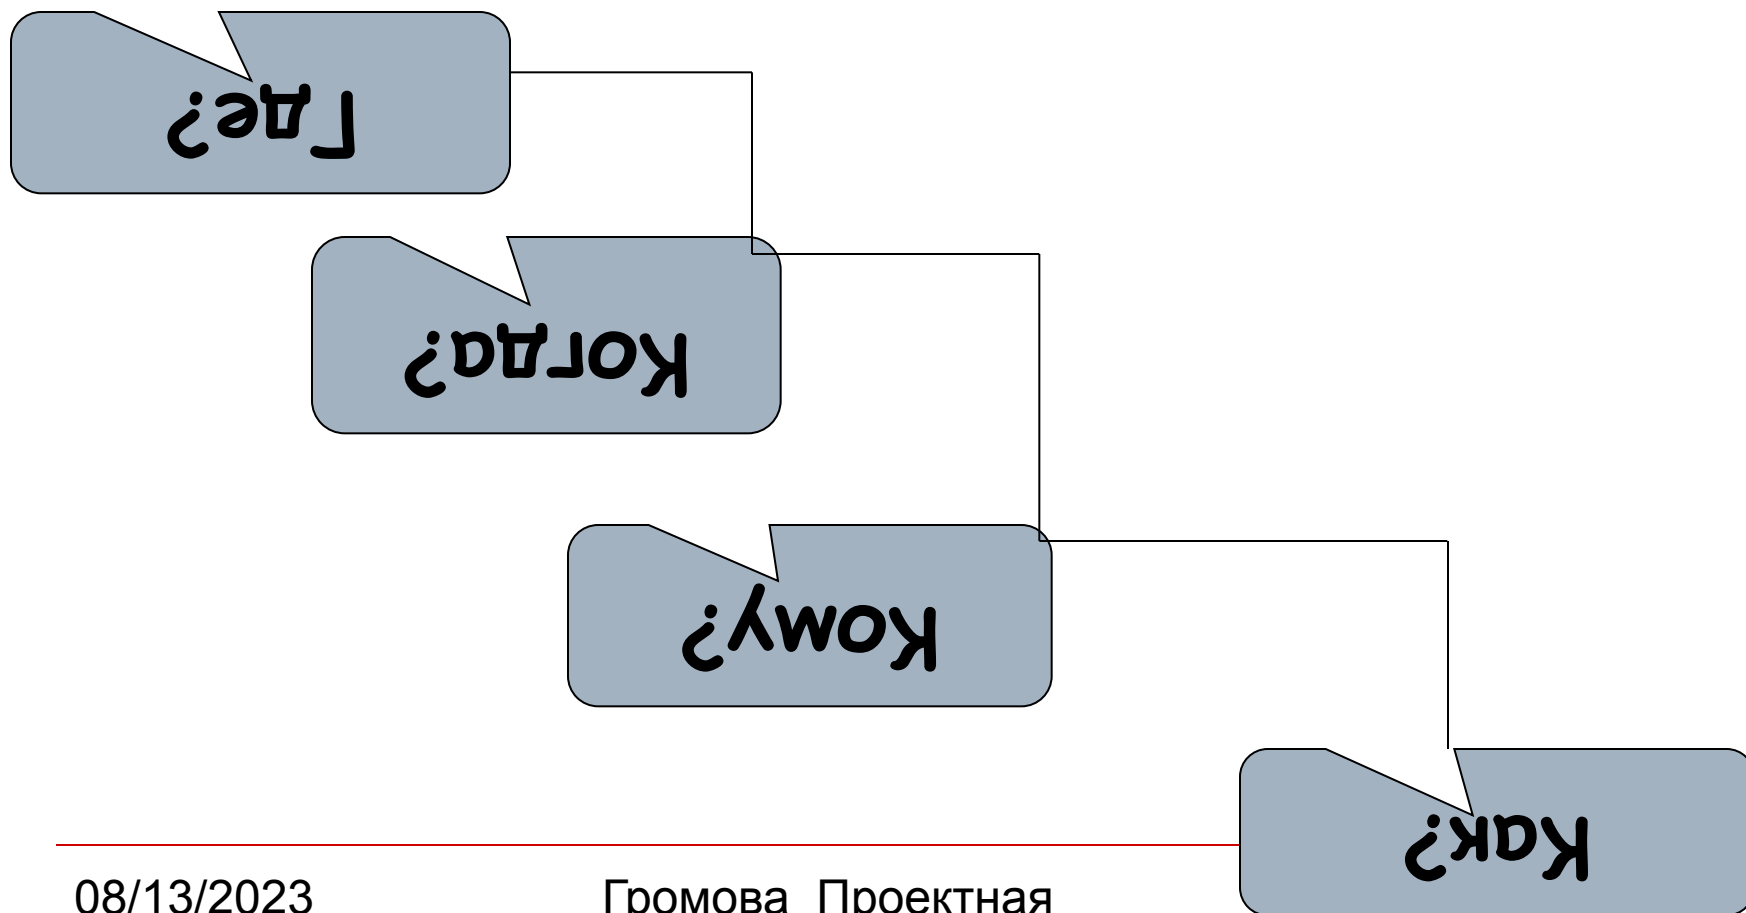 Где?
Когда?
Кому?
Как?
08/13/2023
Громова Проектная